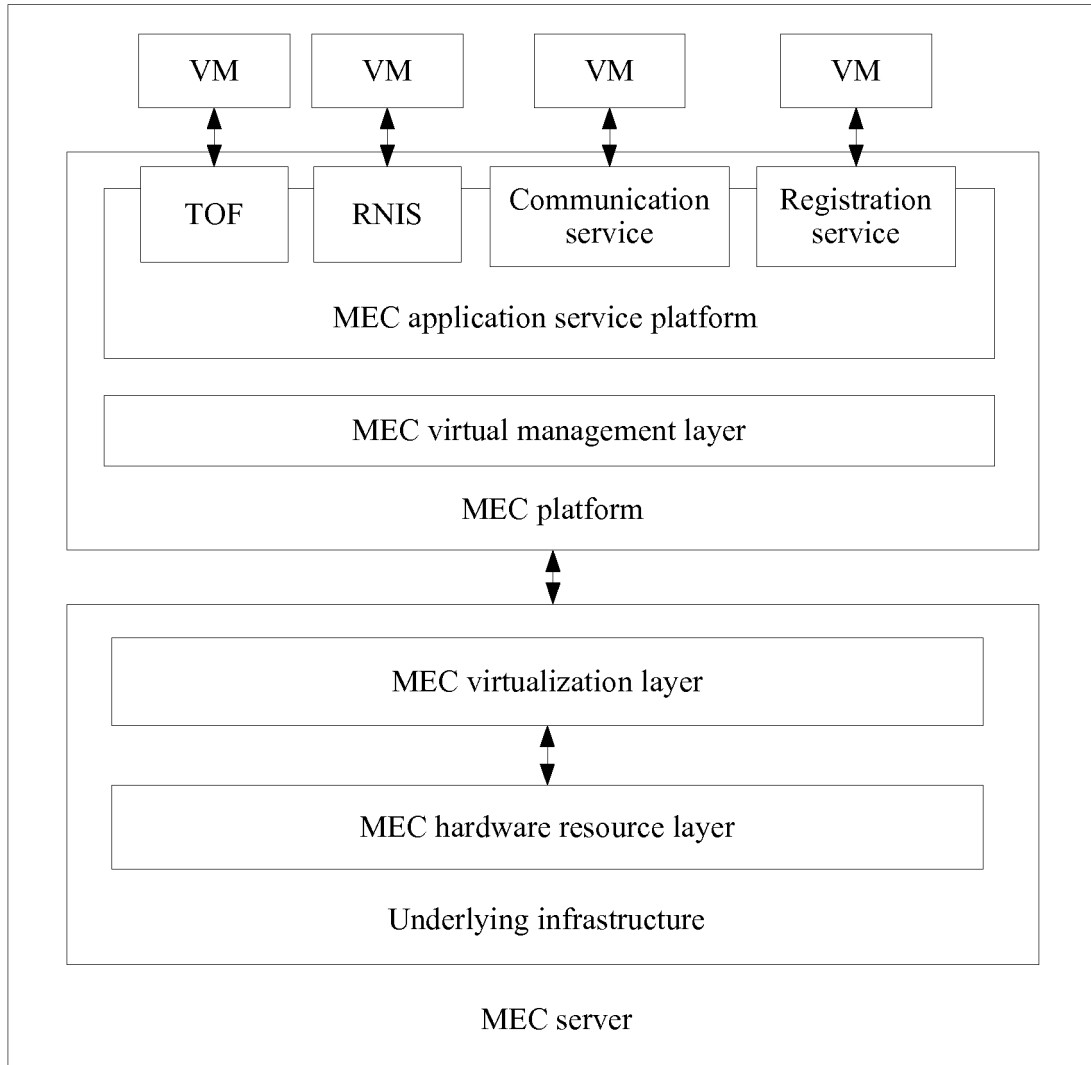 VM
VM
VM
VM
TOF
RNIS
Communication
service
Registration
service
MEC application service platform
MEC virtual management layer
MEC platform
MEC virtualization layer
MEC hardware resource layer
Underlying infrastructure
MEC server